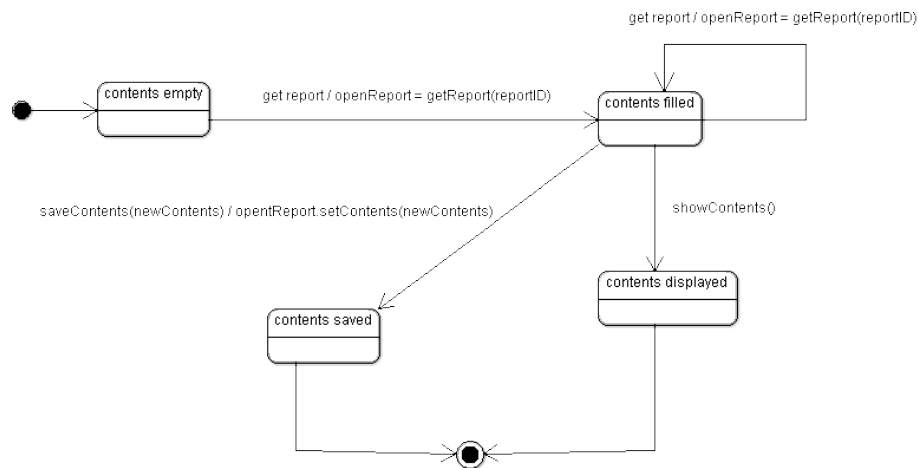 get report / openReport = getReport(reportID)
contents empty
get report / openReport = getReport(reportID)
contents filled
saveContents(newContents) / opentReport.setContents(newContents)
showContents()
contents displayed
contents saved